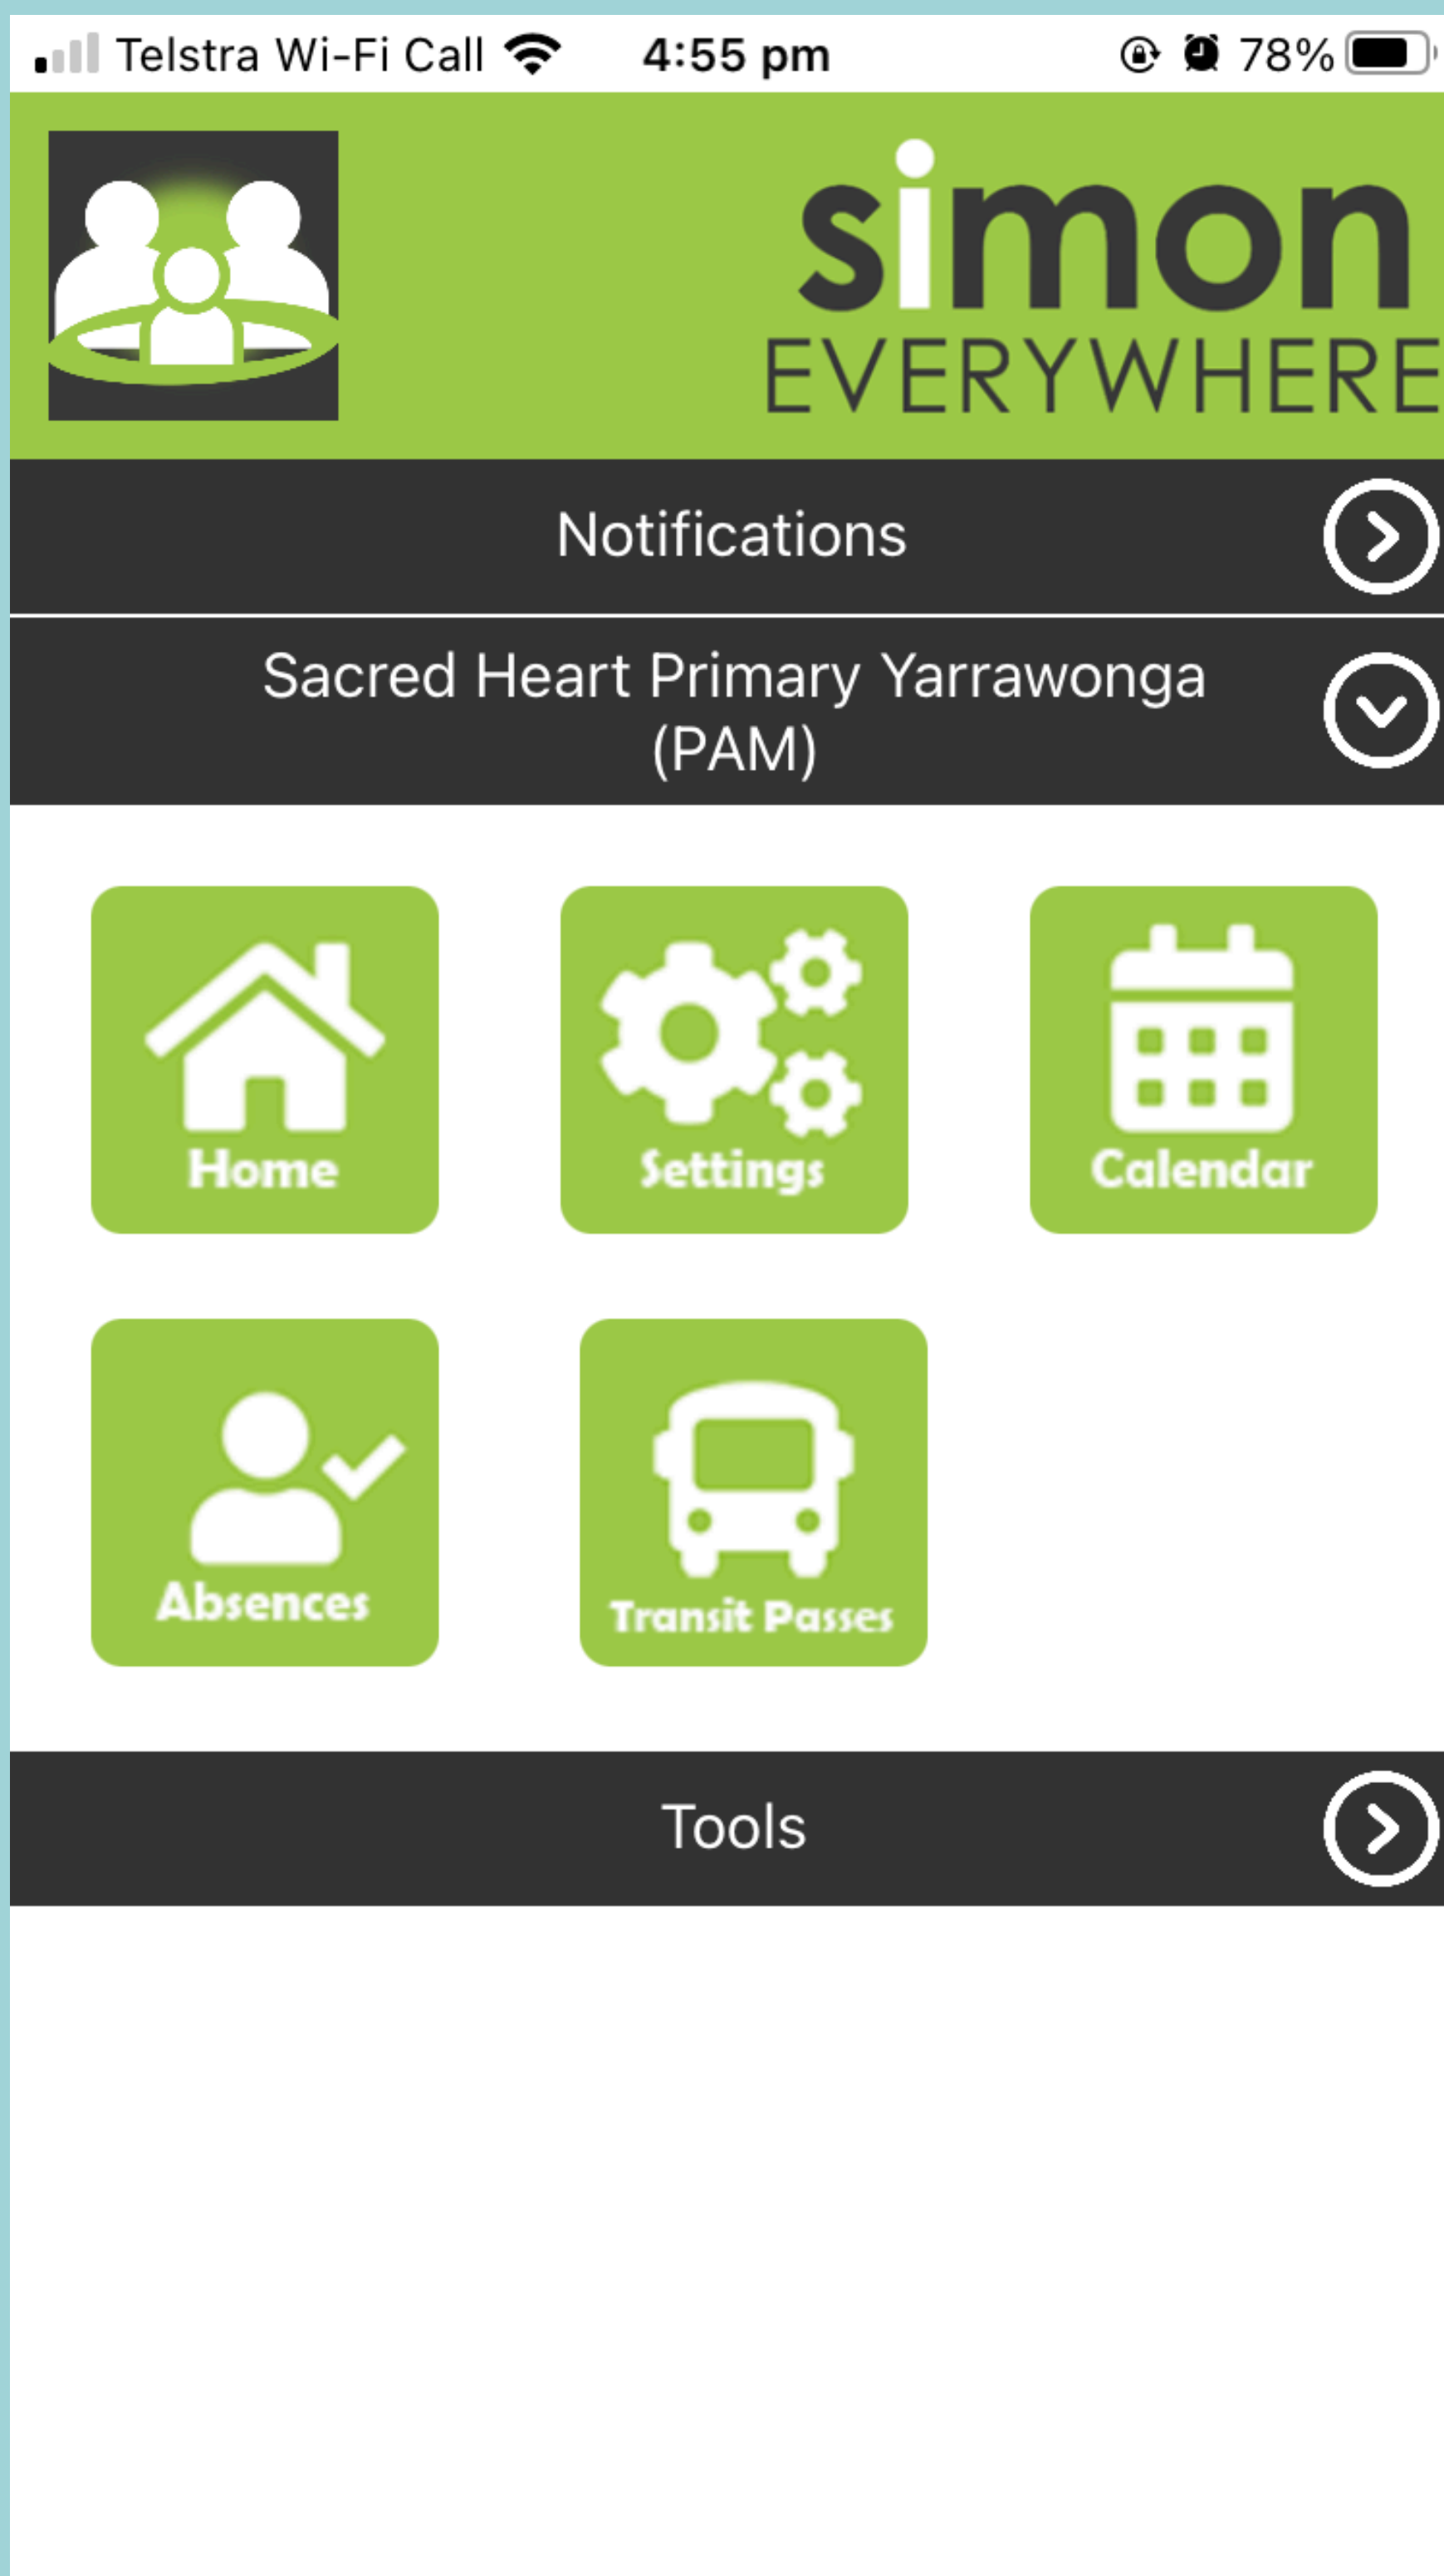 Telstra Wi-Fi Call 4:55 pm 78%
simon
EVERYWHERE
Notifications
Sacred Heart Primary Yarrawonga
(PAM)
Home Settings Calendar
Absences Transit Passes
Tools